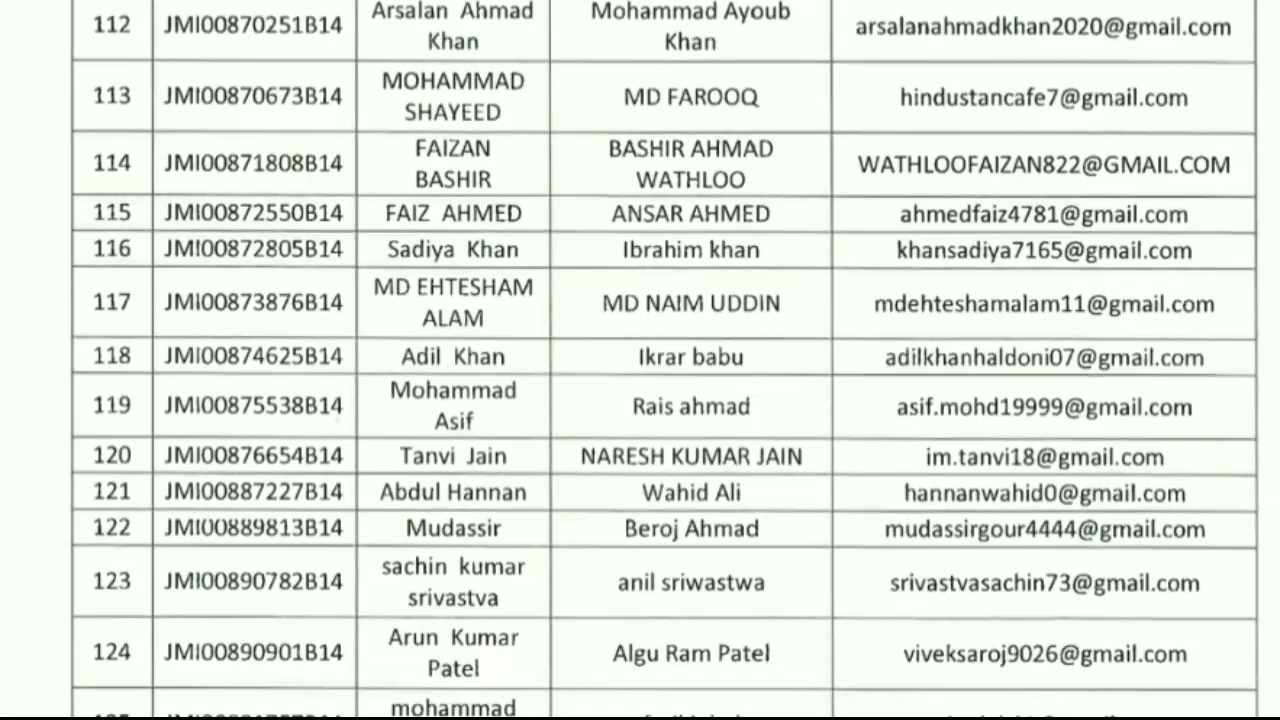 112 JMI00870251B14 Arsalan Ahmad Khan Mohammad Ayoub Khan arsalanahmadkhan2020@gmail.com
113 JMI00870673B14 MOHAMMAD SHAYEED MD FAROOQ hindustancafe7@gmail.com
114 JMI00871808B14 FAIZAN BASHIR BASHIR AHMAD WATHLOO WATHLOOFAIZAN822@GMAIL.COM
115 JMI00872550B14 FAIZ AHMED ANSAR AHMED ahmedfaiz4781@gmail.com
116 JMI00872805B14 Sadiya Khan Ibrahim khan khansadiya7165@gmail.com
117 JMI00873876B14 MD EHTESHAM ALAM MD NAIM UDDIN mdehteshamalam11@gmail.com
118 JMI00874625B14 Adil Khan Ikrar babu adilkhanhaldoni07@gmail.com
119 JMI00875538B14 Mohammad Asif Rais ahmad asif.mohd19999@gmail.com
120 JMI00876654B14 Tanvi Jain NARESH KUMAR JAIN im.tanvi18@gmail.com
121 JMI00887227B14 Abdul Hannan Wahid Ali hannanwahid0@gmail.com
122 JMI00889813B14 Mudassir Beroj Ahmad mudassirgour4444@gmail.com
123 JMI00890782B14 sachin kumar srivastva anil sriwastwa srivastvasachin73@gmail.com
124 JMI00890901B14 Arun Kumar Patel Algu Ram Patel viveksaroj9026@gmail.com
mohammad